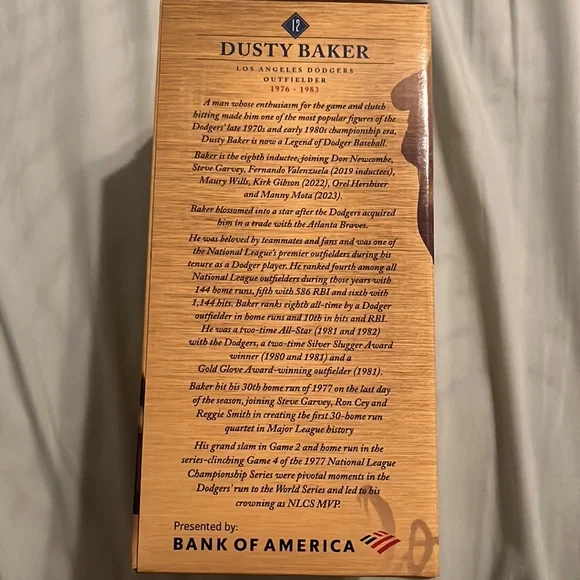 12
DUSTY BAKER
LOS ANGELES DODGERS
OUTFIELDER
1976 - 1983
A man whose enthusiasm for the game and clutch
hitting made him one of the most popular figures of the
Dodgers' late 1970s and early 1980s championship era,
Dusty Baker is now a Legend of Dodger Baseball.
Baker is the eighth inductee, joining Don Newcombe,
Steve Garvey, Fernando Valenzuela (2019 inductees),
Maury Wills, Kirk Gibson (2022), Orel Hershiser
and Manny Mota (2023).
Baker blossomed into a star after the Dodgers acquired
him in a trade with the Atlanta Braves.
He was beloved by teammates and fans and was one of
the National League's premier outfielders during his
tenure as a Dodger player. He ranked fourth among all
National League outfielders during those years with
144 home runs, fifth with 586 RBI and sixth with
1,144 hits. Baker ranks eighth all-time by a Dodger
outfielder in home runs and 10th in hits and RBI.
He was a two-time All-Star (1981 and 1982)
with the Dodgers, a two-time Silver Slugger Award
winner (1980 and 1981) and a
Gold Glove Award-winning outfielder (1981).
Baker hit his 30th home run of 1977 on the last day
of the season, joining Steve Garvey, Ron Cey and
Reggie Smith in creating the first 30-home run
quartet in Major League history
His grand slam in Game 2 and home run in the
series-clinching Game 4 of the 1977 National League
Championship Series were pivotal moments in the
Dodgers' run to the World Series and led to his
crowning as NLCS MVP.
Presented by:
BANK OF AMERICA